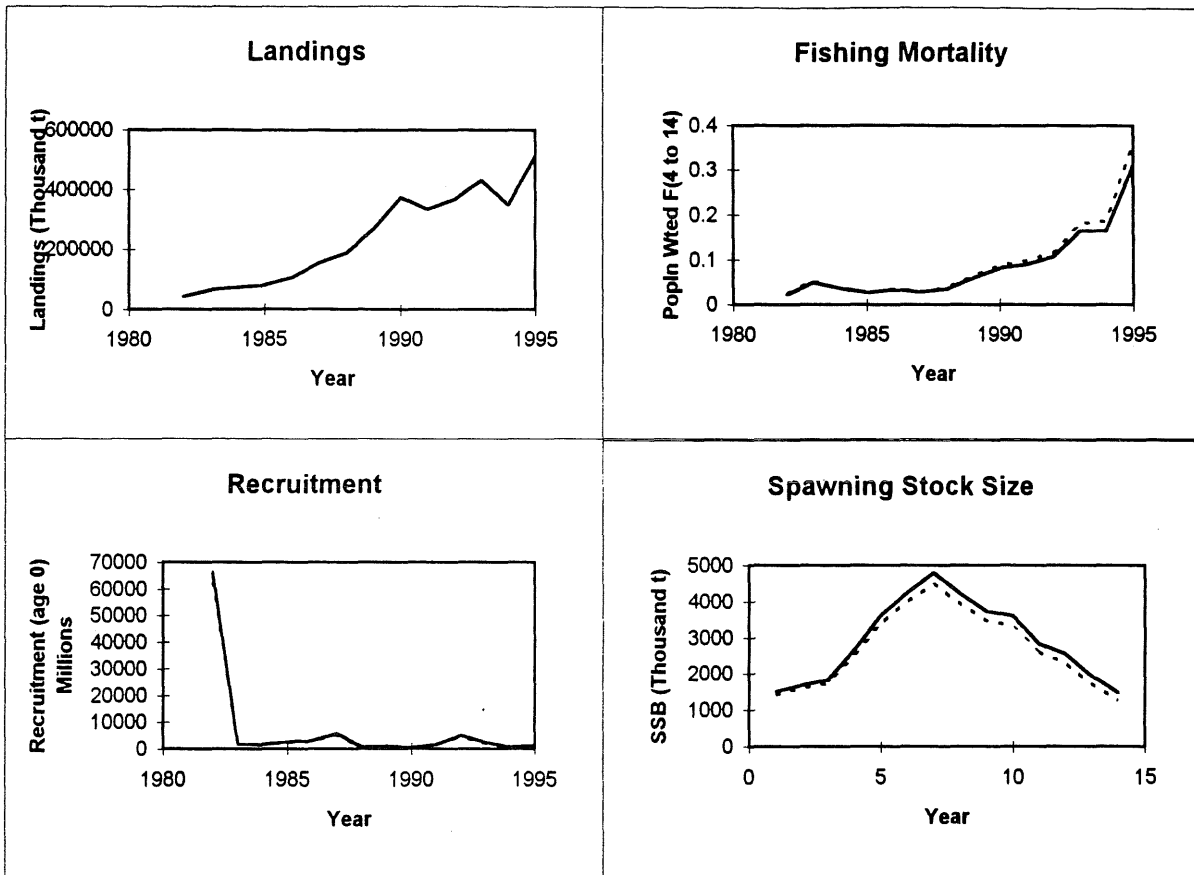 Landings
Landings (Thousand t)
600000
400000
200000
0
1980 1985 1990 1995
Year
Fishing Mortality
Popln Wted F(4 to 14)
0.4
0.3
0.2
0.1
0
1980 1985 1990 1995
Year
Recruitment
Recruitment (age 0)
Millions
70000
60000
50000
40000
30000
20000
10000
0
1980 1985 1990 1995
Year
Spawning Stock Size
SSB (Thousand t)
5000
4000
3000
2000
1000
0
0 5 10 15
Year